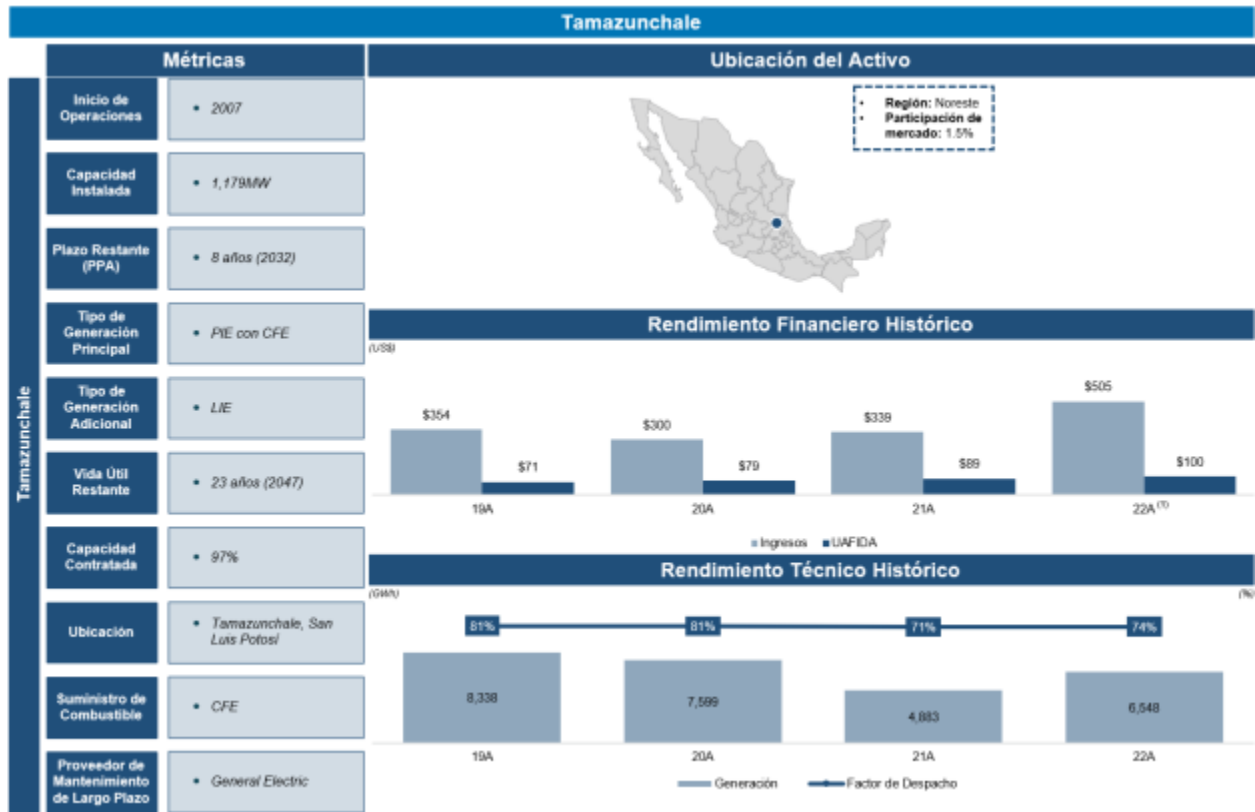 Tamazunchale
Métricas
Ubicación del Activo
Tamazunchale
Inicio de
Operaciones
• 2007
Capacidad
Instalada
• 1,179MW
Plazo Restante
(PPA)
• 8 años (2032)
Tipo de
Generación
Principal
• PIE con CFE
Tipo de
Generación
Adicional
• LIE
Vida Útil
Restante
• 23 años (2047)
Capacidad
Contratada
• 97%
Ubicación
• Tamazunchale, San
Luis Potosí
Suministro de
Combustible
• CFE
Proveedor de
Mantenimiento
de Largo Plazo
• General Electric
• Región: Noreste
• Participación de
mercado: 1.5%
Rendimiento Financiero Histórico
(US$)
$354
$71
$300
$79
$339
$89
$505
$100
19A
20A
21A
22A (1)
Ingresos
UAFIDA
Rendimiento Técnico Histórico
(GWh)
(%)
81%
81%
71%
74%
8,338
7,599
4,883
6,548
19A
20A
21A
22A
Generación
Factor de Despacho